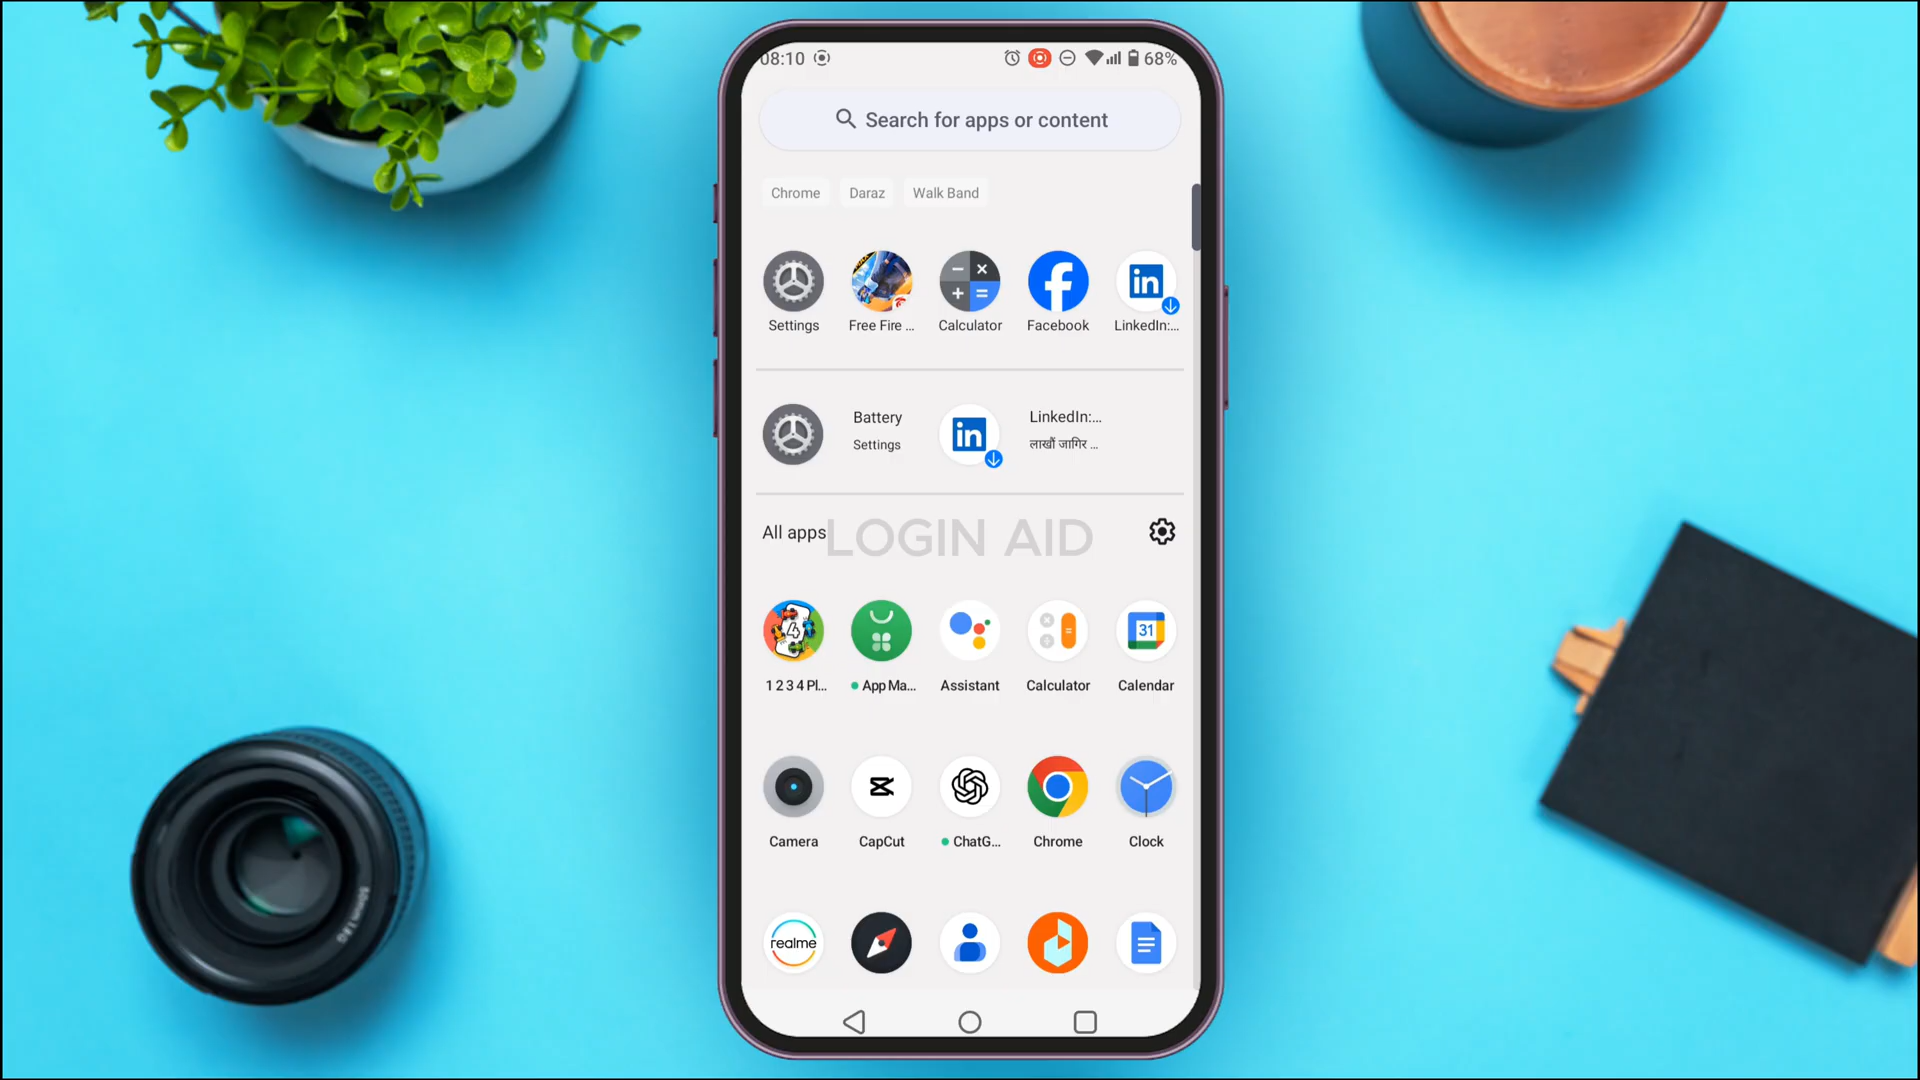 08:10 68%
Search for apps or content
Chrome Daraz Walk Band
Settings Free Fire ... Calculator Facebook LinkedIn:...
Battery LinkedIn:...
Settings लाखौं जागिर ...
All apps
LOGIN AID
1 2 3 4 Pl... App Ma... Assistant Calculator Calendar
4 31
Camera CapCut ChatG... Chrome Clock
realme